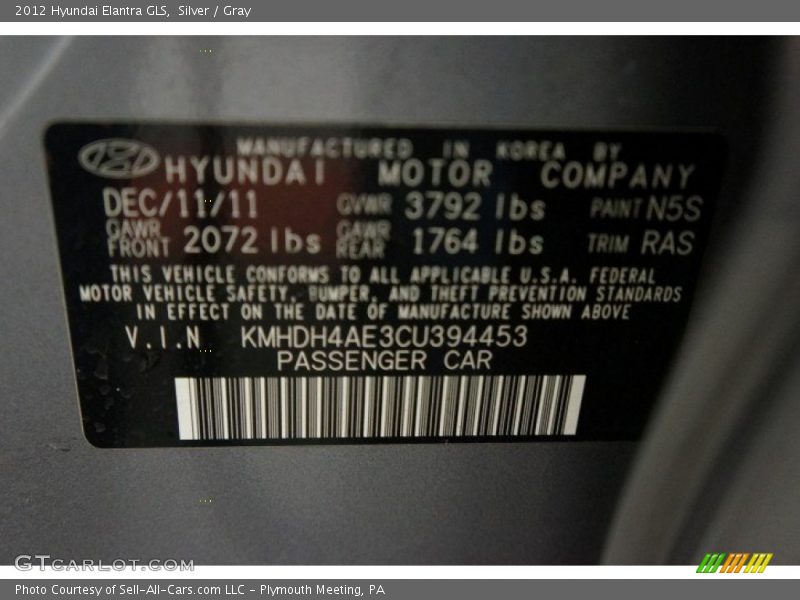 2012 Hyundai Elantra GLS, Silver / Gray
MANUFACTURED IN KOREA BY
HYUNDAI MOTOR COMPANY
DEC/11/11 GVWR 3792 lbs PAINT N5S
GAWR FRONT 2072 lbs GAWR REAR 1764 lbs TRIM RAS
THIS VEHICLE CONFORMS TO ALL APPLICABLE U.S.A. FEDERAL
MOTOR VEHICLE SAFETY, BUMPER, AND THEFT PREVENTION STANDARDS
IN EFFECT ON THE DATE OF MANUFACTURE SHOWN ABOVE
V.I.N KMHDH4AE3CU394453
PASSENGER CAR
GTCARLOT.COM
Photo Courtesy of Sell-All-Cars.com LLC - Plymouth Meeting, PA